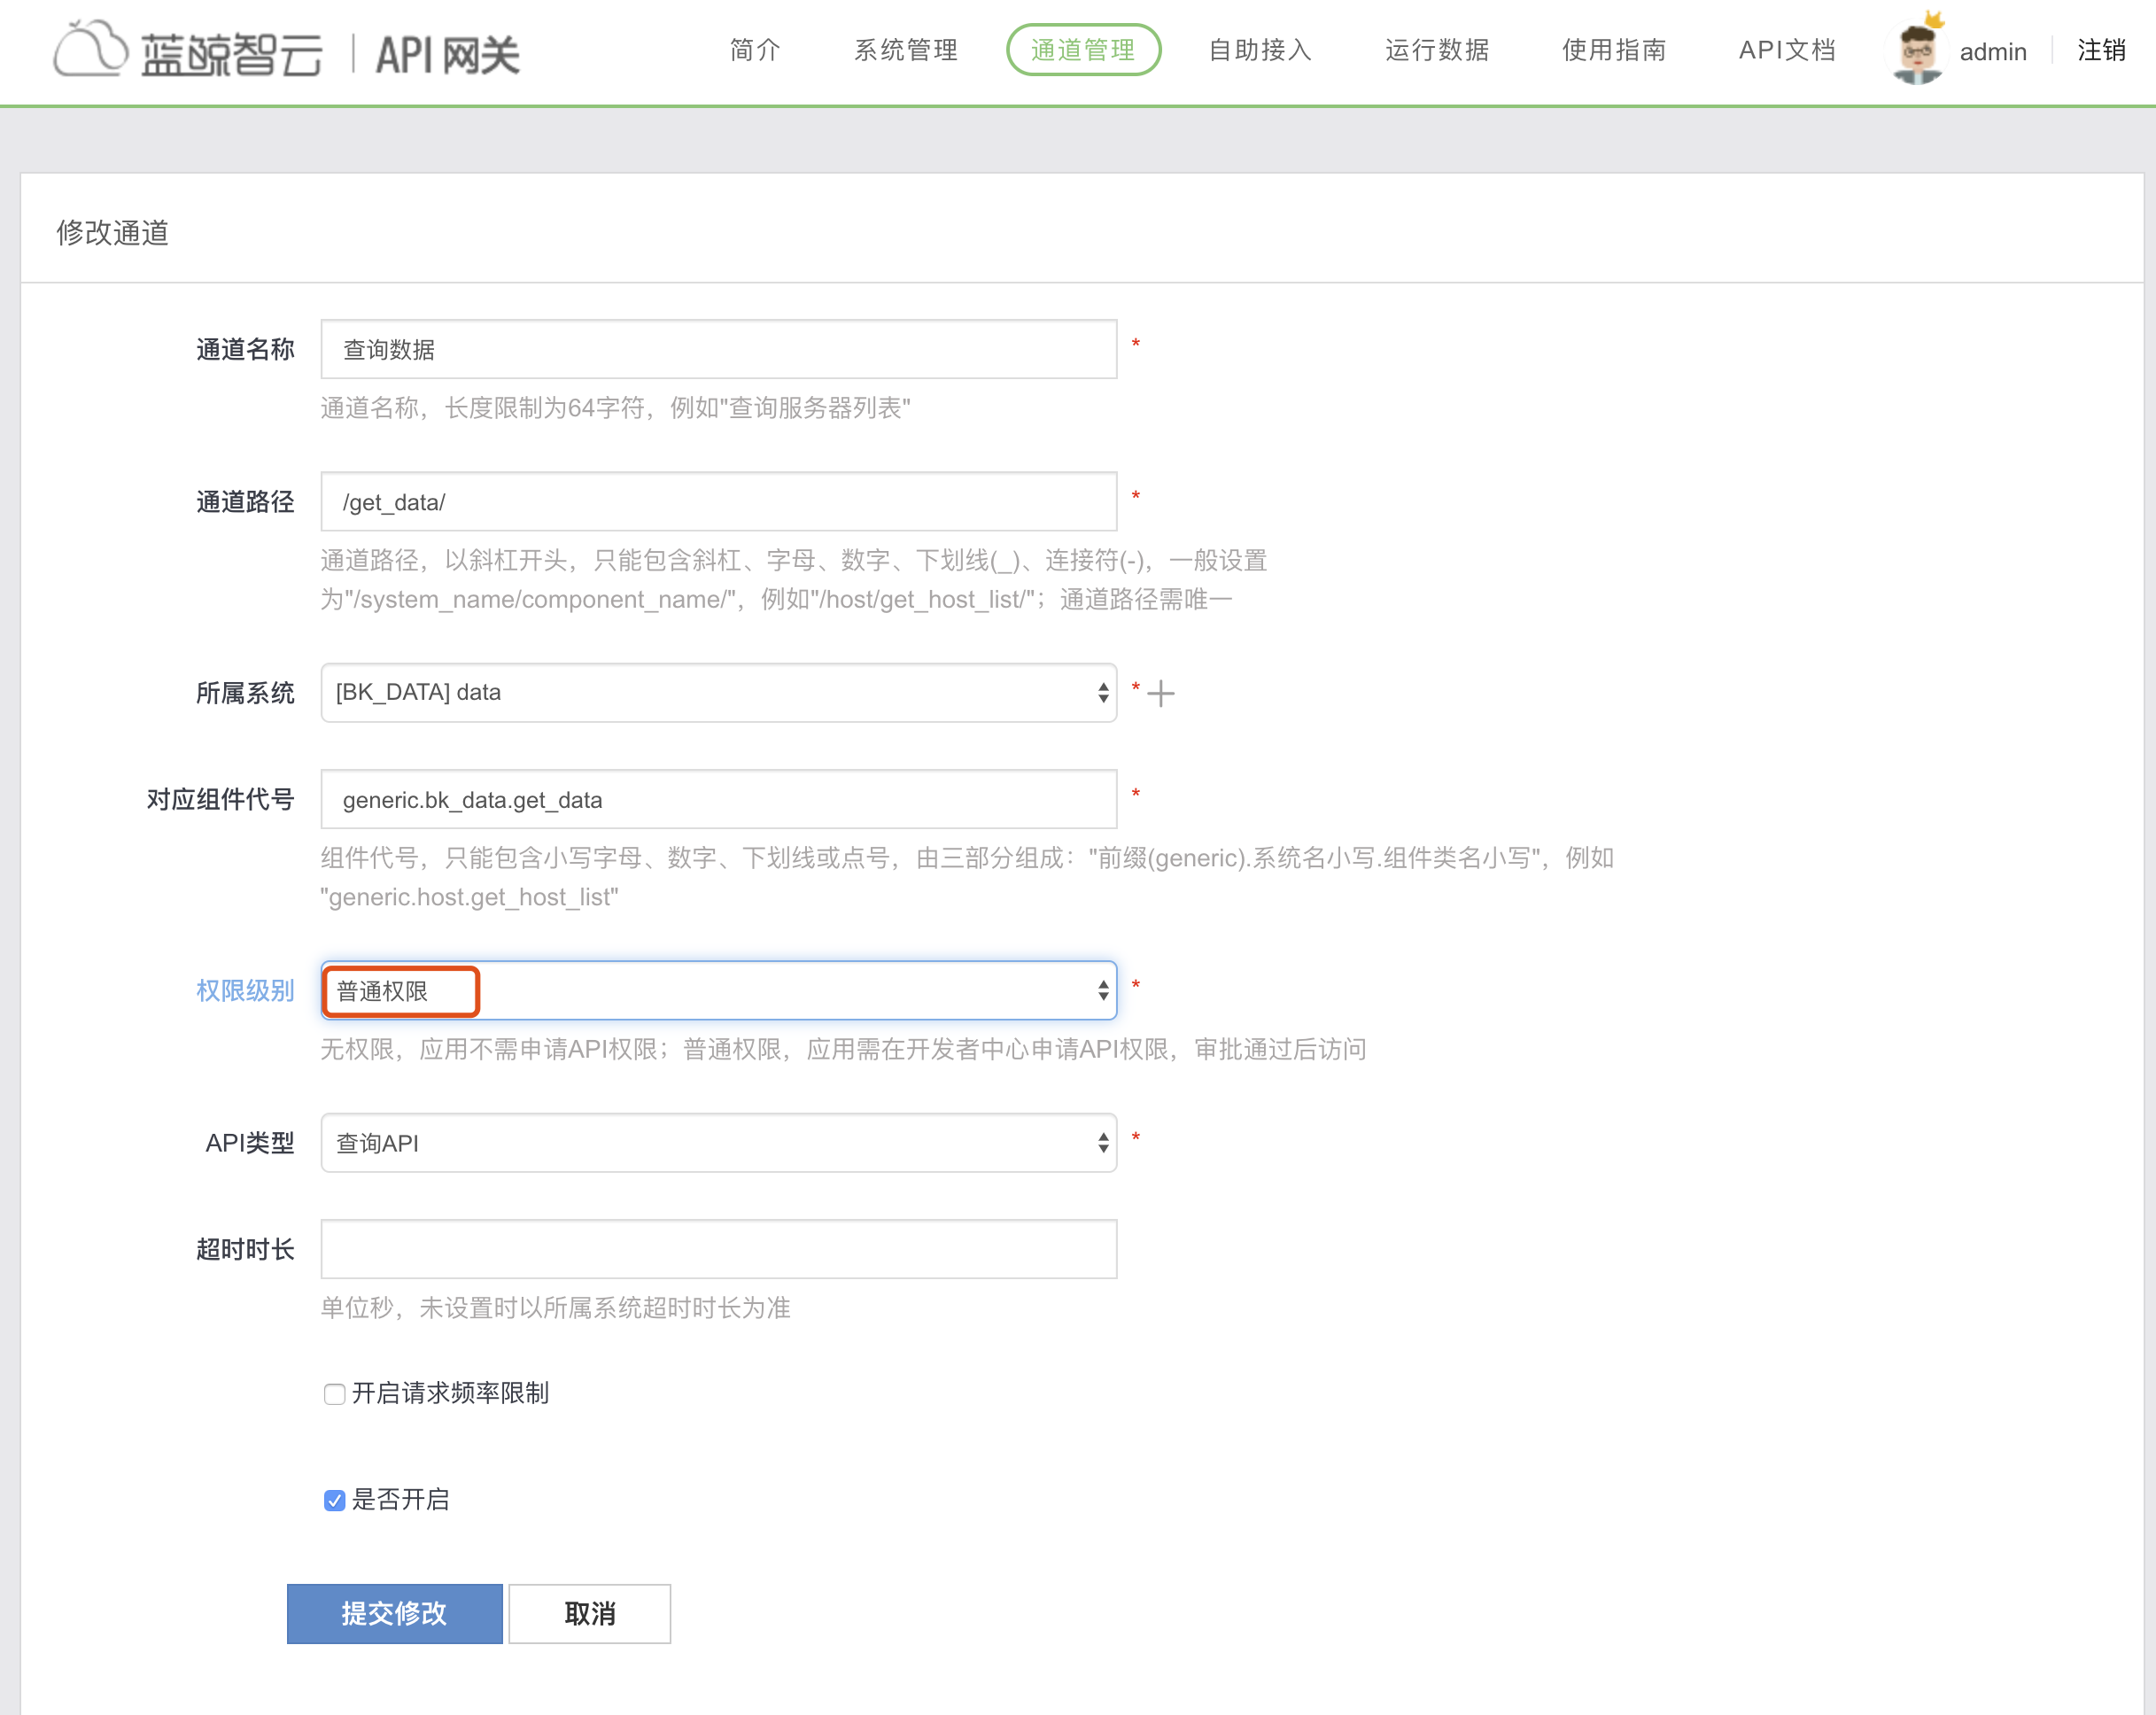 蓝鲸智云 | API 网关
简介 系统管理 通道管理 自助接入 运行数据 使用指南 API文档 admin 注销
修改通道
通道名称 查询数据 *
通道名称，长度限制为64字符，例如"查询服务器列表"
通道路径 /get_data/ *
通道路径，以斜杠开头，只能包含斜杠、字母、数字、下划线(_)、连接符(-)，一般设置
为"/system_name/component_name/"，例如"/host/get_host_list/"；通道路径需唯一
所属系统 [BK_DATA] data *
对应组件代号 generic.bk_data.get_data *
组件代号，只能包含小写字母、数字、下划线或点号，由三部分组成："前缀(generic).系统名小写.组件类名小写"，例如
"generic.host.get_host_list"
权限级别 普通权限 *
无权限，应用不需申请API权限；普通权限，应用需在开发者中心申请API权限，审批通过后访问
API类型 查询API *
超时时长
单位秒，未设置时以所属系统超时时长为准
开启请求频率限制
是否开启
提交修改 取消